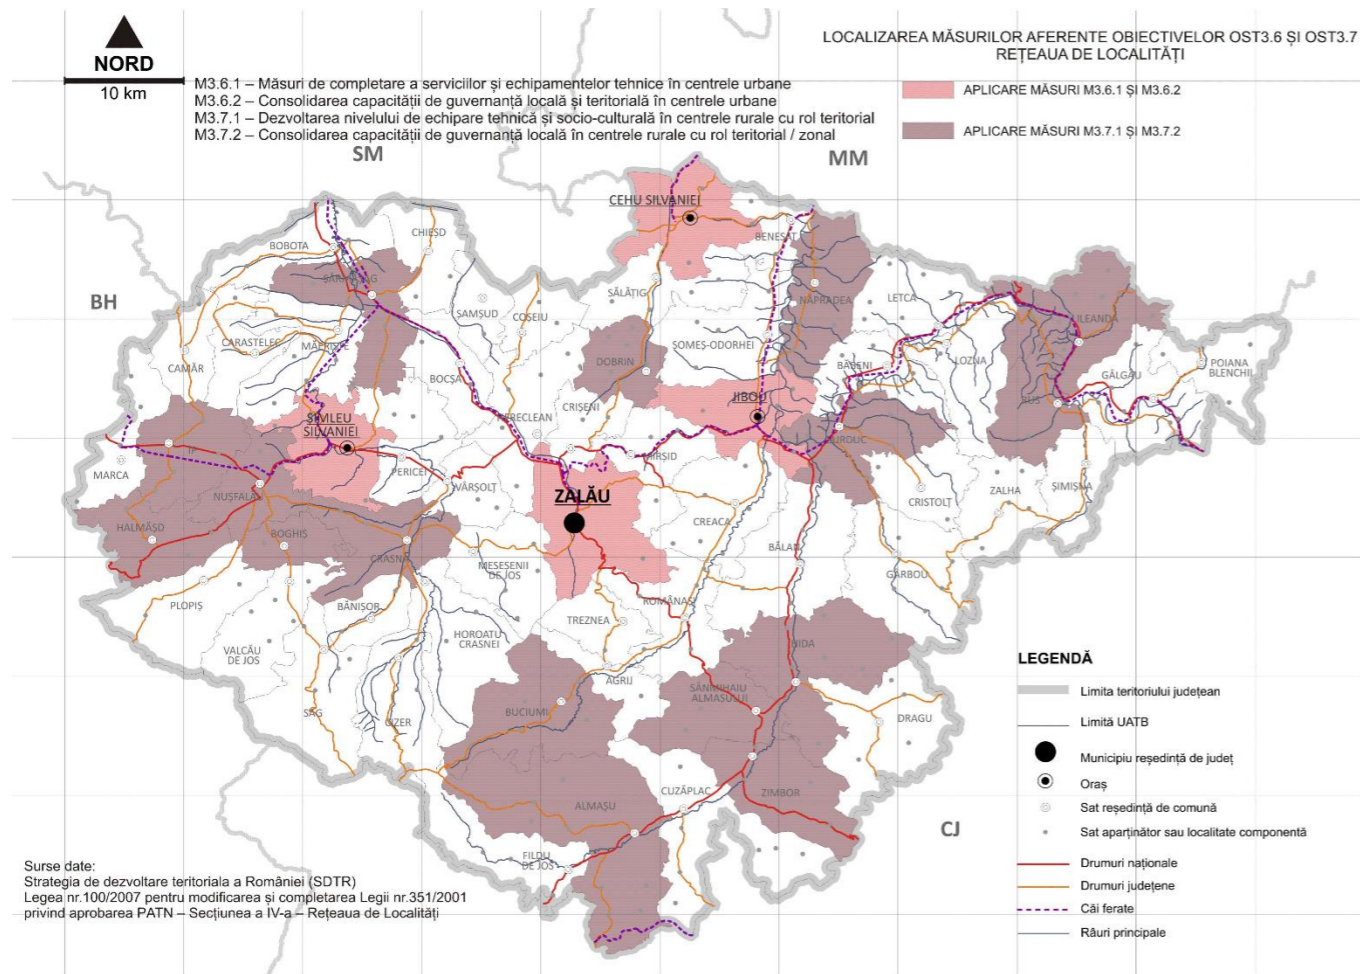 NORD
10 km
LOCALIZAREA MĂSURILOR AFERENTE OBIECTIVELOR OST3.6 ȘI OST3.7
REȚEAUA DE LOCALITĂȚI
M3.6.1 – Măsuri de completare a serviciilor și echipamentelor tehnice în centrele urbane
M3.6.2 – Consolidarea capacității de guvernanță locală și teritorială în centrele urbane
M3.7.1 – Dezvoltarea nivelului de echipare tehnică și socio-culturală în centrele rurale cu rol teritorial
M3.7.2 – Consolidarea capacității de guvernanță locală în centrele rurale cu rol teritorial / zonal
APLICARE MĂSURI M3.6.1 ȘI M3.6.2
APLICARE MĂSURI M3.7.1 ȘI M3.7.2
SM
MM
BH
CJ
CEHU SILVANIEI
BENESAT
CHIEȘD
BOBOTA
SĂLĂȚIG
NĂPRADEA
LETCA
ILEANDA
ȘAMȘUD
COȘEIU
CARASTELEC
CAMĂR
DOBRIN
ȘOMEȘ-ODORHEI
BĂBENI
LOZNA
GÂLGĂU
POIANA
BLENCHII
BOCȘA
CRIȘENI
JIBOU
RUS
ȘIMLEU
SILVANIEI
MARCA
IP
PERICEI
VÂRȘOLȚ
MIRȘID
ZALĂU
NUȘFALĂU
HALMĂȘD
BOGHIȘ
CRASNA
MESEȘENII
DE JOS
CREACA
BĂLAN
CRISTOLȚ
ZALHA
ȘIMIȘNA
GÂRBOU
PLOPIȘ
BĂNIȘOR
VALCĂU
DE JOS
HOROATU
CRASNEI
TREZNEA
ROMÂNAȘI
AGRIJ
HIDA
SÂNMIHAIU
ALMAȘULUI
DRAGU
SÂG
CIZER
BUCIUMI
ALMAȘU
CUZĂPLAC
ZIMBOR
FILDU
DE JOS
LEGENDĂ
Limita teritoriului județean
Limită UATB
Municipiu reședință de județ
Oraș
Sat reședință de comună
Sat aparținător sau localitate componentă
Drumuri naționale
Drumuri județene
Căi ferate
Râuri principale
Surse date:
Strategia de dezvoltare teritoriala a României (SDTR)
Legea nr.100/2007 pentru modificarea și completarea Legii nr.351/2001
privind aprobarea PATN – Secțiunea a IV-a – Rețeaua de Localități